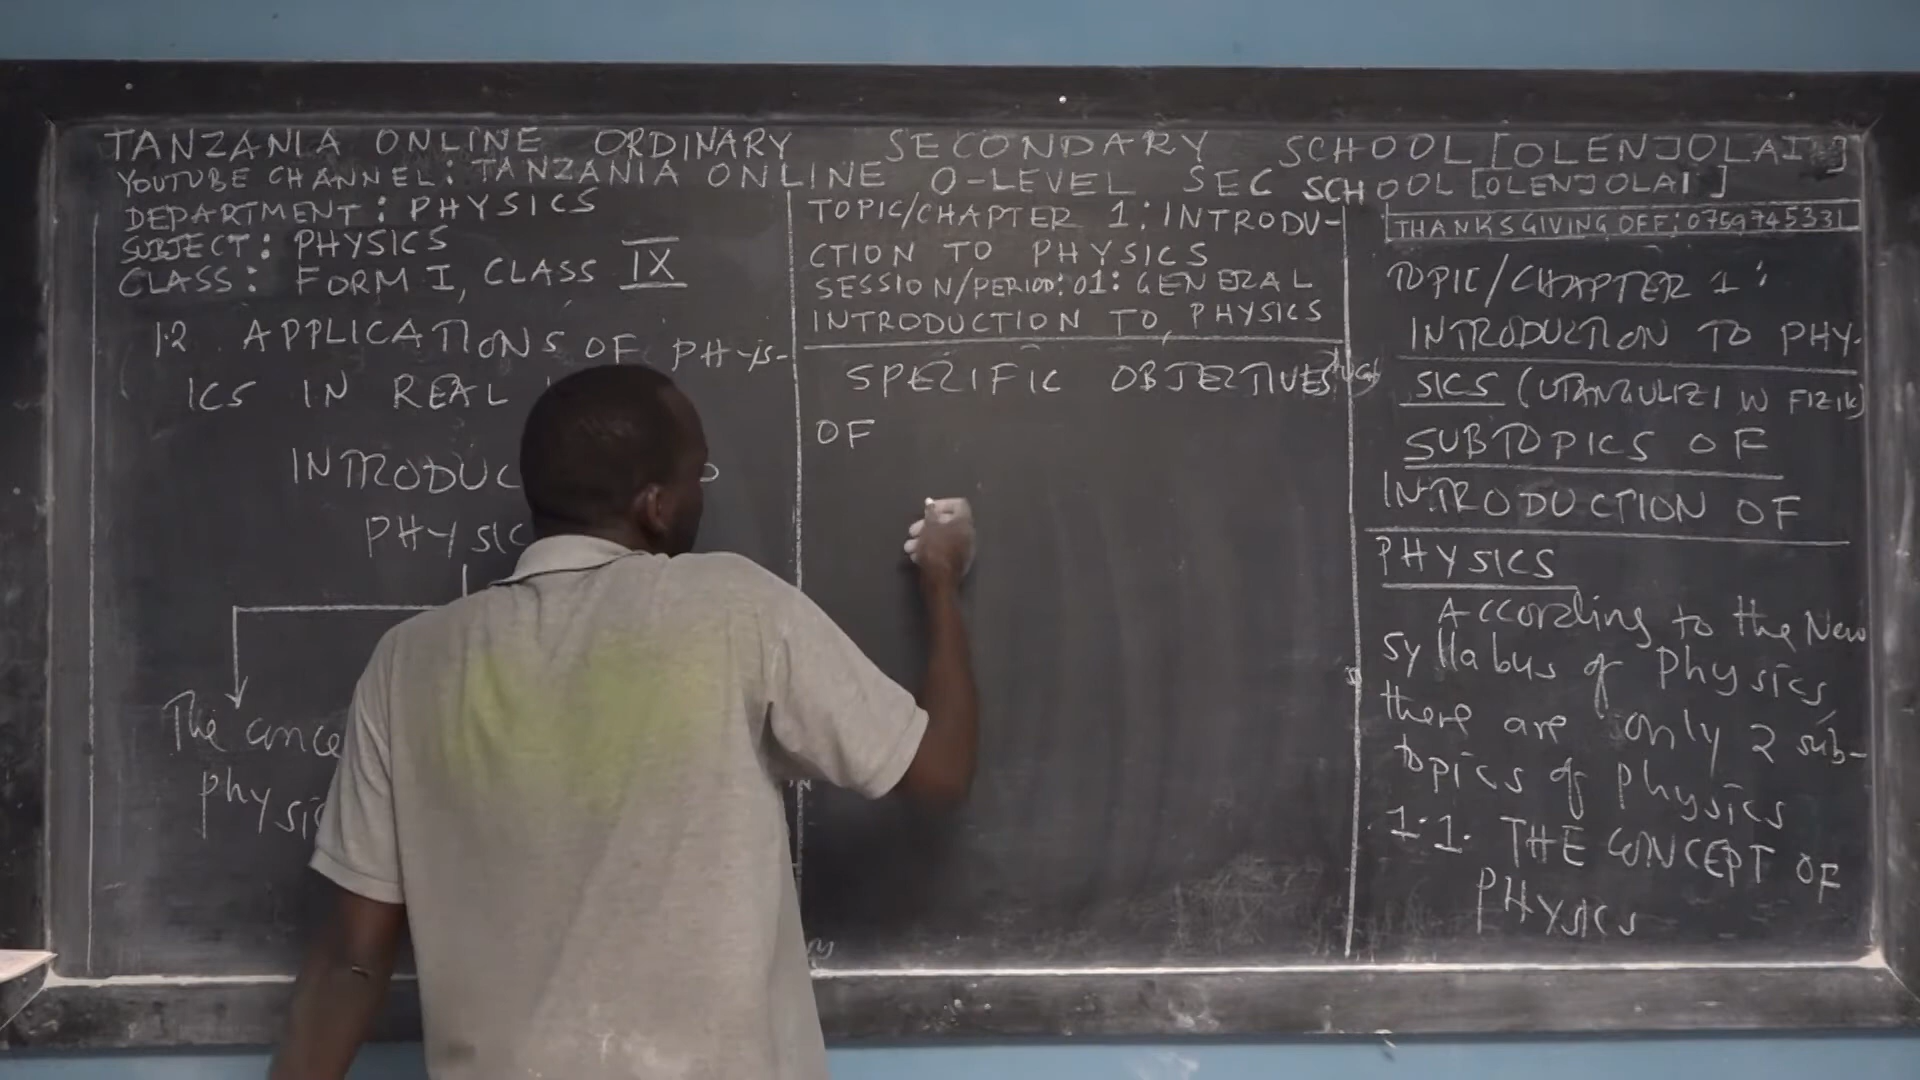 TANZANIA ONLINE ORDINARY SECONDARY SCHOOL [OLENJOLAI]
YOUTUBE CHANNEL: TANZANIA ONLINE O-LEVEL SEC SCHOOL [OLENJOLAI]
DEPARTMENT: PHYSICS
SUBJECT: PHYSICS
CLASS: FORM I, CLASS IX
1.2 APPLICATIONS OF PHYS-
ICS IN REAL
INTRODUC
PHYSIC
The conce
physi
TOPIC/CHAPTER 1: INTRODU-
CTION TO PHYSICS
SESSION/PERIOD: 01: GENERAL
INTRODUCTION TO PHYSICS
SPECIFIC OBJECTIVES
OF
THANKSGIVING OFF: 0759745331
TOPIC/CHAPTER 1:
INTRODUCTION TO PHY-
SICS (UTANGULIZI W FIZIK)
SUBTOPICS OF
INTRODUCTION OF
PHYSICS
According to the New
syllabus of Physics,
there are only 2 sub-
topics of physics
1.1. THE CONCEPT OF
PHYSICS